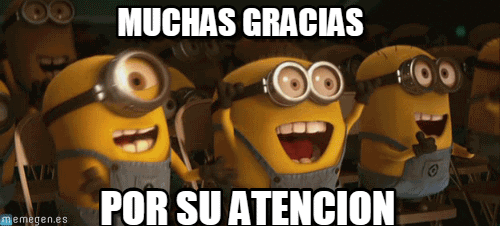 MUCHAS GRACIAS
POR SU ATENCION
memegen.es